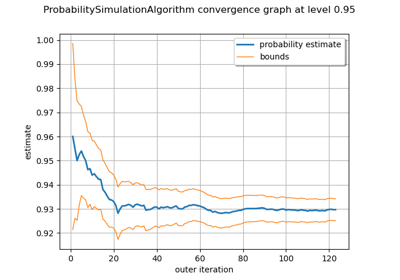 ProbabilitySimulationAlgorithm convergence graph at level 0.95
probability estimate
bounds
estimate
1.00
0.99
0.98
0.97
0.96
0.95
0.94
0.93
0.92
0 20 40 60 80 100 120
outer iteration